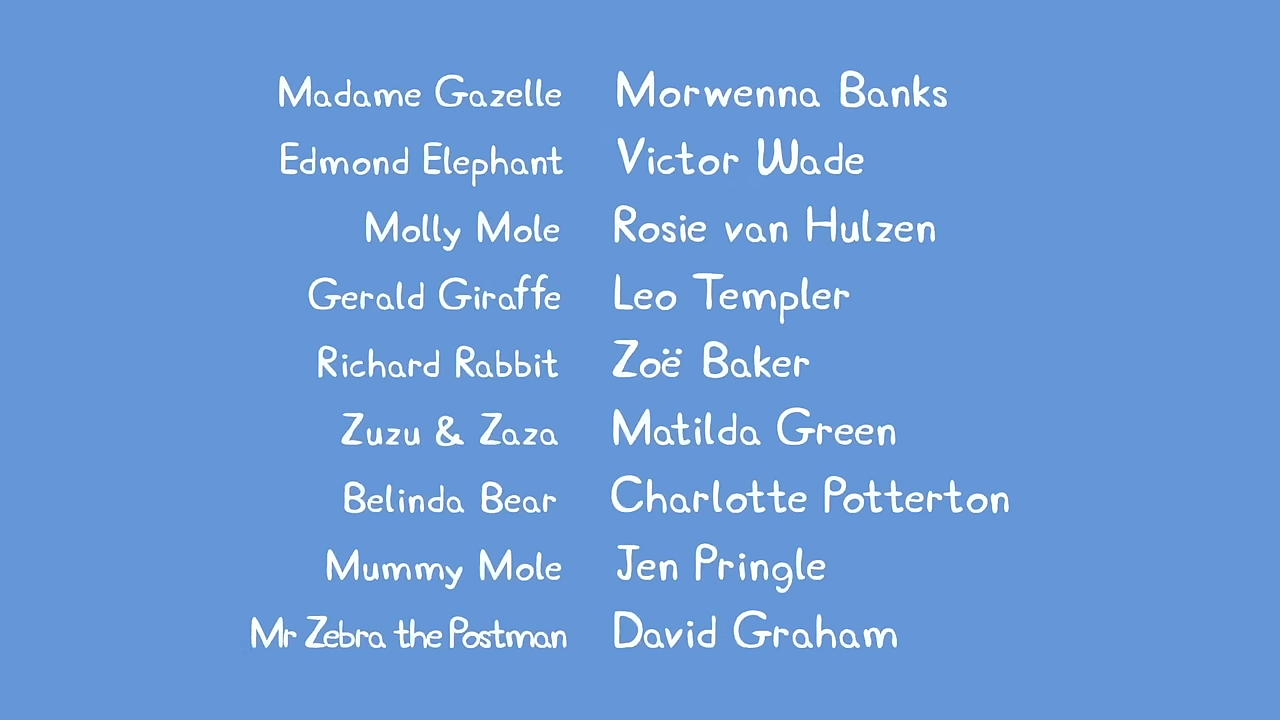 Madame Gazelle Morwenna Banks
Edmond Elephant Victor Wade
Molly Mole Rosie van Hulzen
Gerald Giraffe Leo Templer
Richard Rabbit Zoë Baker
Zuzu & Zaza Matilda Green
Belinda Bear Charlotte Potterton
Mummy Mole Jen Pringle
Mr Zebra the Postman David Graham